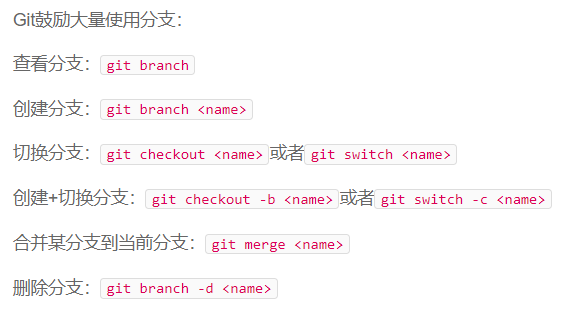 Git鼓励大量使用分支：
查看分支：git branch
创建分支：git branch <name>
切换分支：git checkout <name>或者git switch <name>
创建+切换分支：git checkout -b <name>或者git switch -c <name>
合并某分支到当前分支：git merge <name>
删除分支：git branch -d <name>